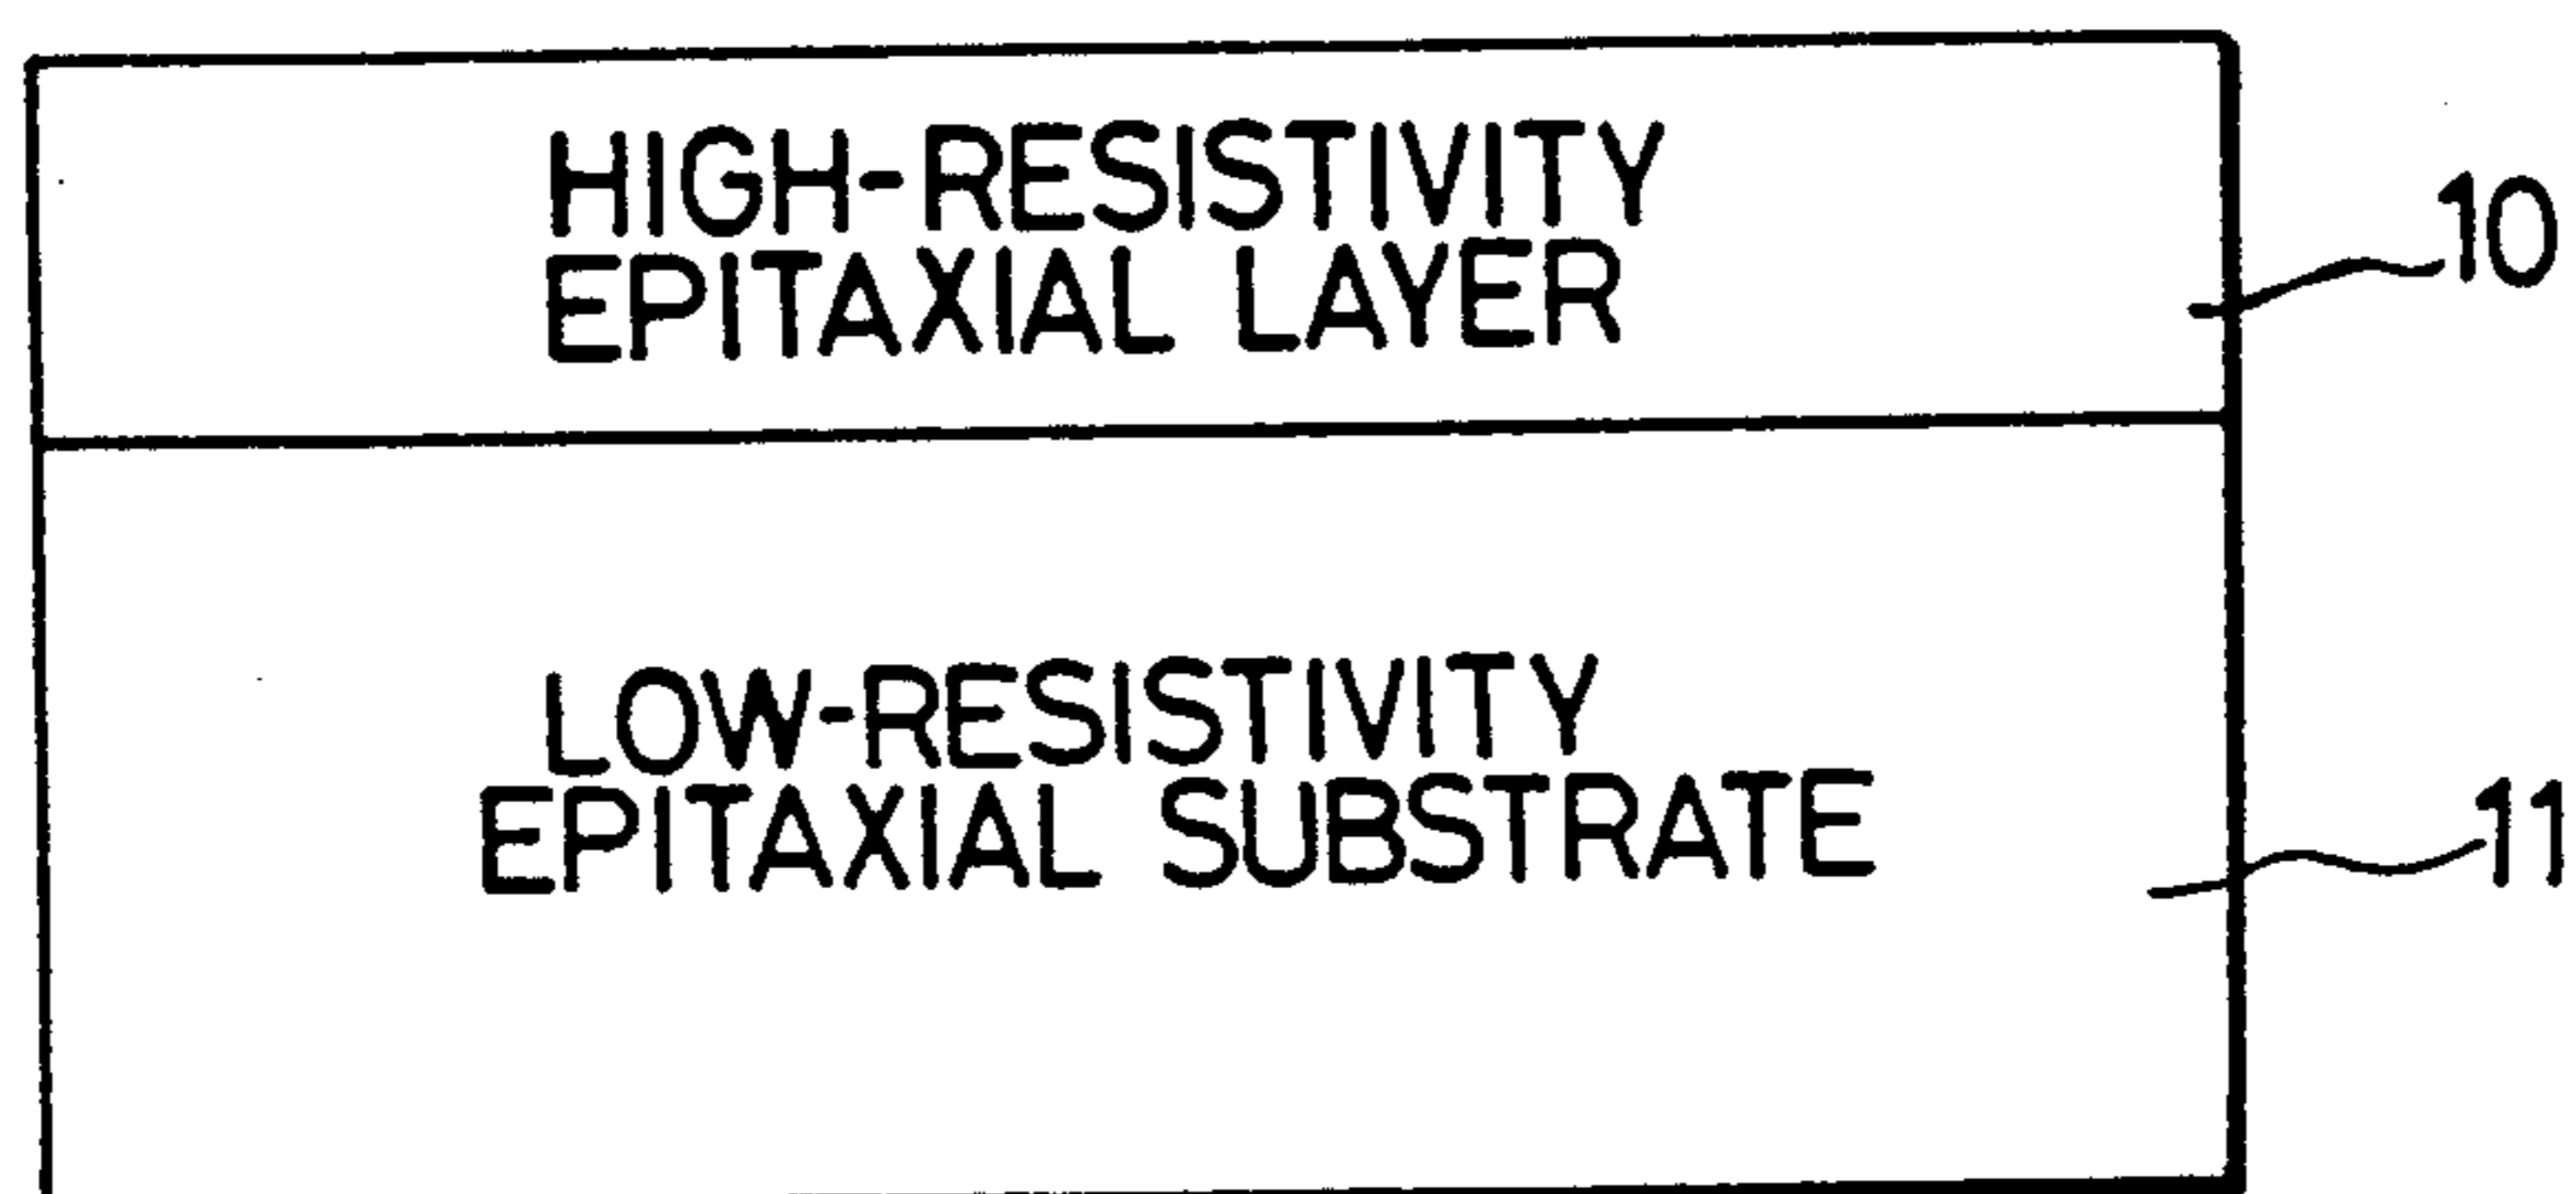 HIGH-RESISTIVITY
EPITAXIAL LAYER
10
LOW-RESISTIVITY
EPITAXIAL SUBSTRATE
11